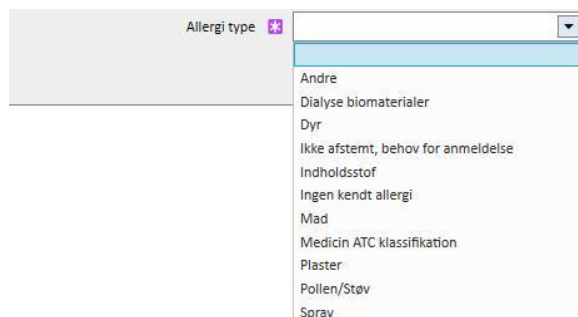 Allergi type
Andre
Dialyse biomaterialer
Dyr
Ikke afstemt, behov for anmeldelse
Indholdsstof
Ingen kendt allergi
Mad
Medicin ATC klassifikation
Plaster
Pollen/Støv
Spray